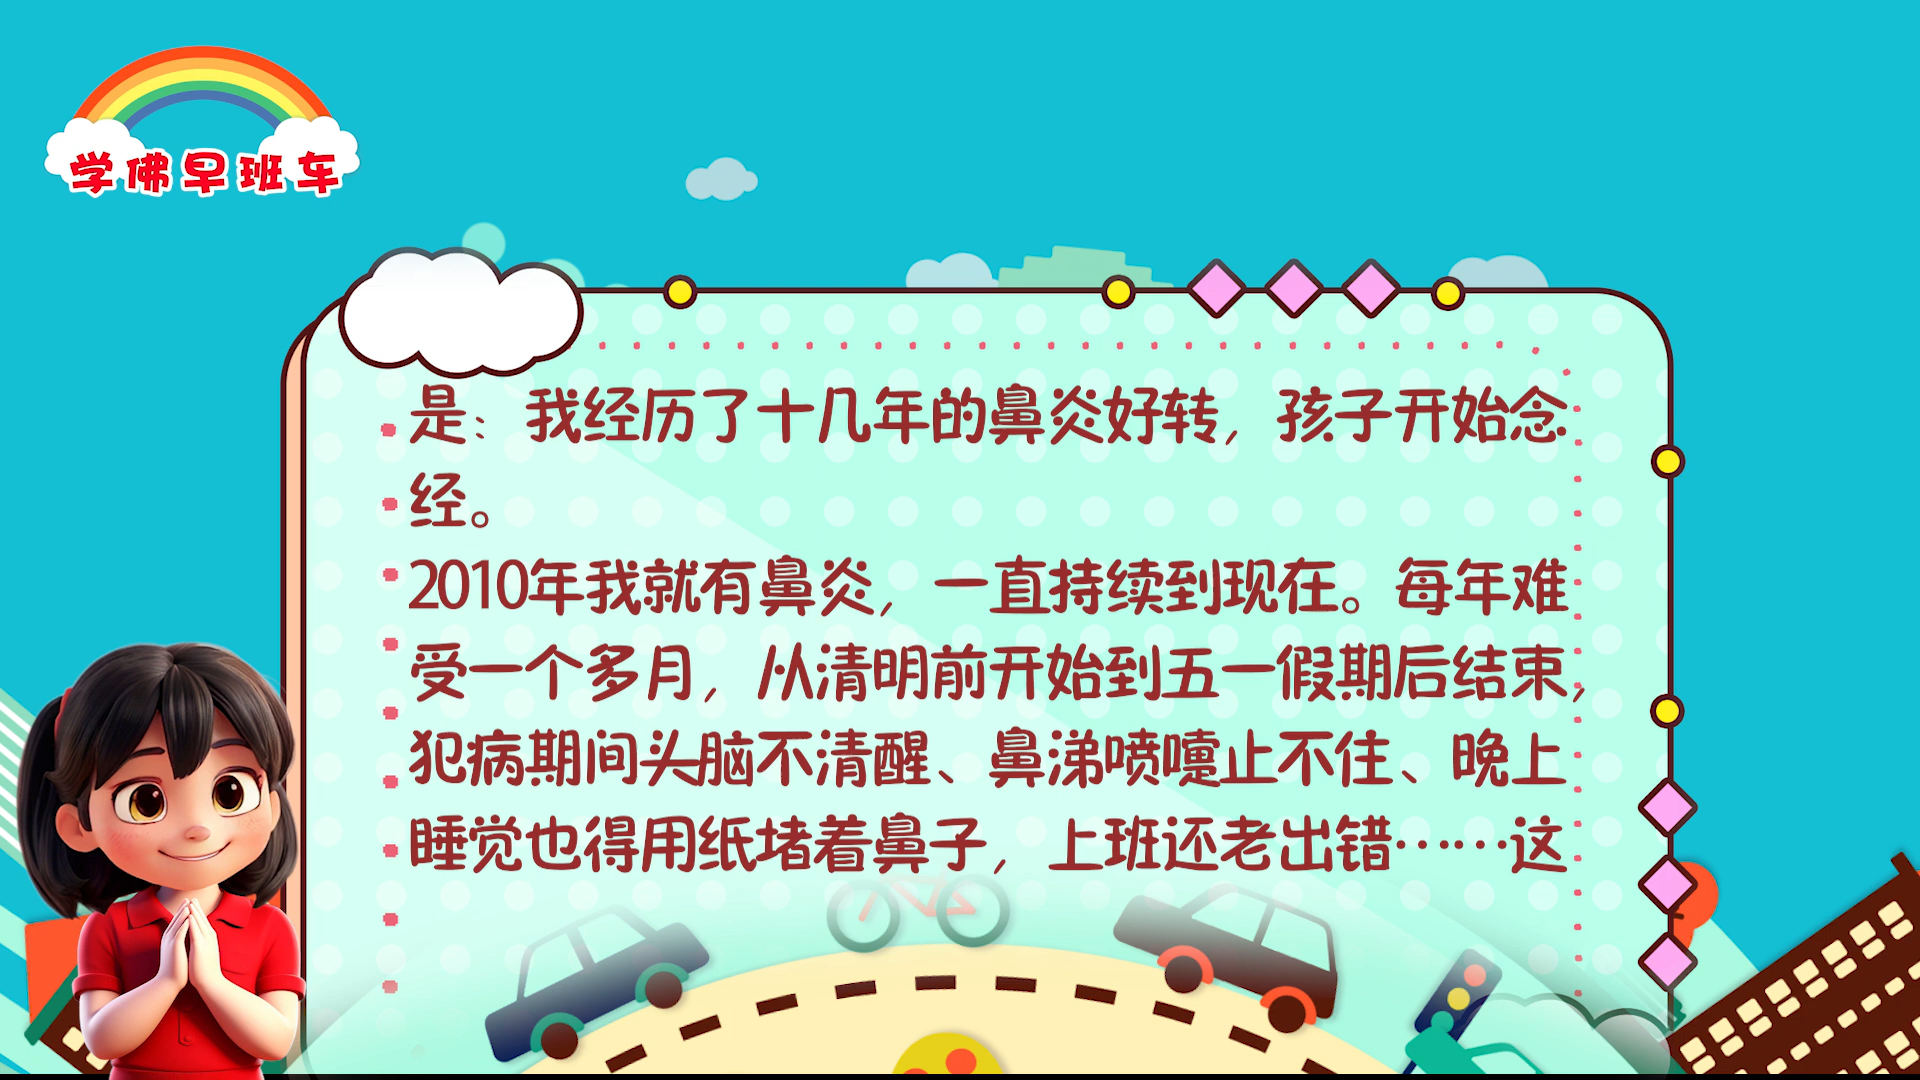 学佛早班车
是：我经历了十几年的鼻炎好转，孩子开始念
经。
2010年我就有鼻炎，一直持续到现在。每年难
受一个多月，从清明前开始到五一假期后结束，
犯病期间头脑不清醒、鼻涕喷嚏止不住、晚上
睡觉也得用纸堵着鼻子，上班还老出错……这